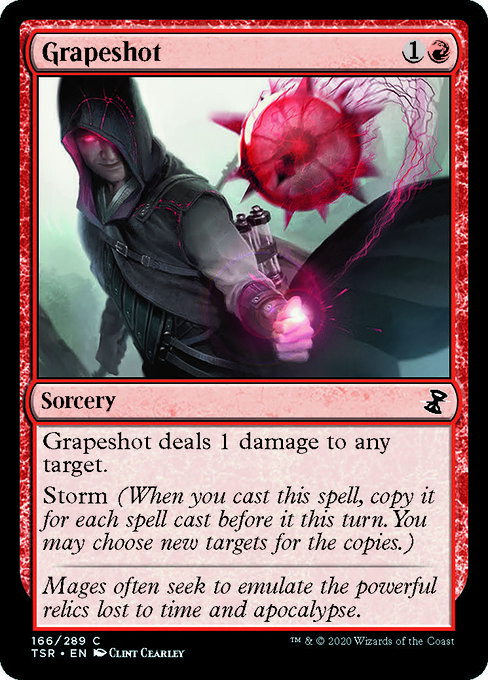 Grapeshot 1
Sorcery
Grapeshot deals 1 damage to any
target.
Storm (When you cast this spell, copy it
for each spell cast before it this turn. You
may choose new targets for the copies.)
Mages often seek to emulate the powerful
relics lost to time and apocalypse.
166/289 C
TSR • EN Clint Cearley
™ & © 2020 Wizards of the Coast